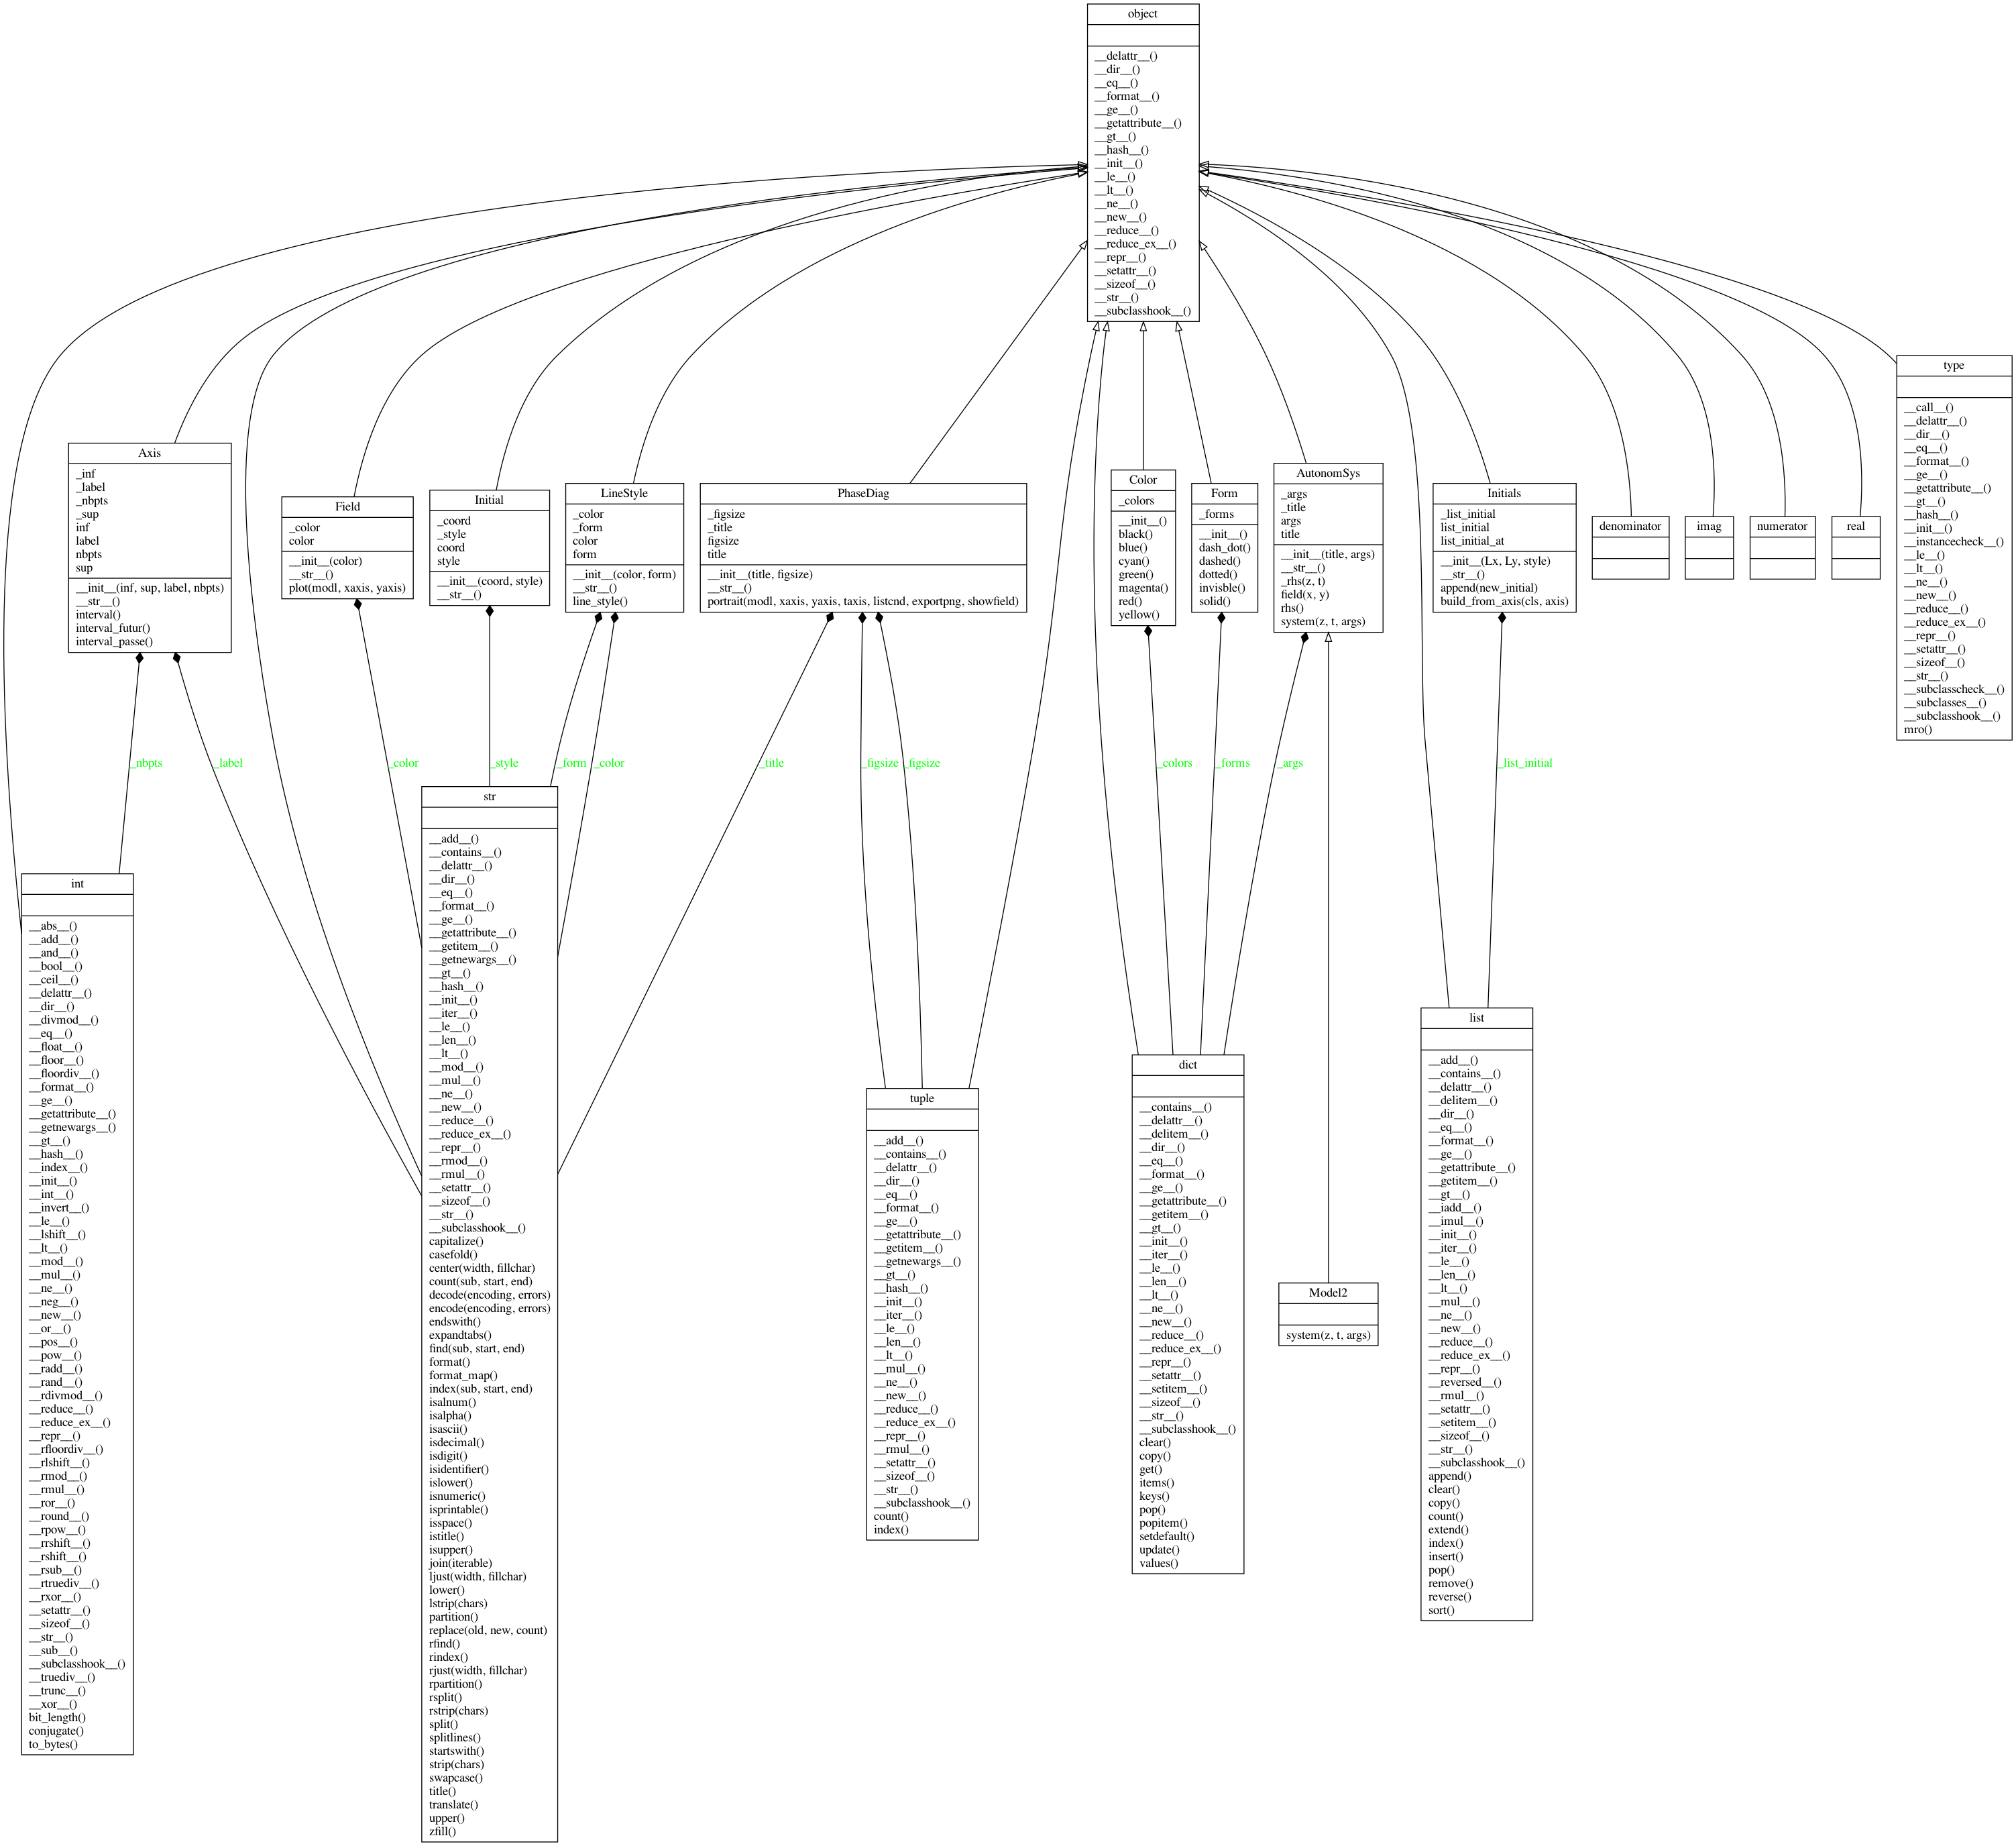 object
__delattr__()
__dir__()
__eq__()
__format__()
__ge__()
__getattribute__()
__gt__()
__hash__()
__init__()
__le__()
__lt__()
__ne__()
__new__()
__reduce__()
__reduce_ex__()
__repr__()
__setattr__()
__sizeof__()
__str__()
__subclasshook__()
type
__call__()
__delattr__()
__dir__()
__eq__()
__format__()
__ge__()
__getattribute__()
__gt__()
__hash__()
__init__()
__instancecheck__()
__le__()
__lt__()
__ne__()
__new__()
__reduce__()
__reduce_ex__()
__repr__()
__setattr__()
__sizeof__()
__str__()
__subclasscheck__()
__subclasses__()
__subclasshook__()
mro()
Axis
_inf
_label
_nbpts
_sup
inf
label
nbpts
sup
__init__(inf, sup, label, nbpts)
__str__()
interval()
interval_futur()
interval_passe()
Field
_color
color
__init__(color)
__str__()
plot(modl, xaxis, yaxis)
Initial
_coord
_style
coord
style
__init__(coord, style)
__str__()
LineStyle
_color
_form
color
form
__init__(color, form)
__str__()
line_style()
PhaseDiag
_figsize
_title
figsize
title
__init__(title, figsize)
__str__()
portrait(modl, xaxis, yaxis, taxis, listcnd, exportpng, showfield)
Color
_colors
__init__()
black()
blue()
cyan()
green()
magenta()
red()
yellow()
Form
_forms
__init__()
dash_dot()
dashed()
dotted()
invisble()
solid()
AutonomSys
_args
_title
args
title
__init__(title, args)
__str__()
_rhs(z, t)
field(x, y)
rhs()
system(z, t, args)
Initials
_list_initial
list_initial
list_initial_at
__init__(Lx, Ly, style)
__str__()
append(new_initial)
build_from_axis(cls, axis)
denominator
imag
numerator
real
_nbpts
_label
_color
_style
_form
_color
_title
_figsize
_figsize
_colors
_forms
_args
_list_initial
int
__abs__()
__add__()
__and__()
__bool__()
__ceil__()
__delattr__()
__dir__()
__divmod__()
__eq__()
__float__()
__floor__()
__floordiv__()
__format__()
__ge__()
__getattribute__()
__getnewargs__()
__gt__()
__hash__()
__index__()
__init__()
__int__()
__invert__()
__le__()
__lshift__()
__lt__()
__mod__()
__mul__()
__ne__()
__neg__()
__new__()
__or__()
__pos__()
__pow__()
__radd__()
__rand__()
__rdivmod__()
__reduce__()
__reduce_ex__()
__repr__()
__rfloordiv__()
__rlshift__()
__rmod__()
__rmul__()
__ror__()
__round__()
__rpow__()
__rrshift__()
__rshift__()
__rsub__()
__rtruediv__()
__rxor__()
__setattr__()
__sizeof__()
__str__()
__sub__()
__subclasshook__()
__truediv__()
__trunc__()
__xor__()
bit_length()
conjugate()
to_bytes()
str
__add__()
__contains__()
__delattr__()
__dir__()
__eq__()
__format__()
__ge__()
__getattribute__()
__getitem__()
__getnewargs__()
__gt__()
__hash__()
__init__()
__iter__()
__le__()
__len__()
__lt__()
__mod__()
__mul__()
__ne__()
__new__()
__reduce__()
__reduce_ex__()
__repr__()
__rmod__()
__rmul__()
__setattr__()
__sizeof__()
__str__()
__subclasshook__()
capitalize()
casefold()
center(width, fillchar)
count(sub, start, end)
decode(encoding, errors)
encode(encoding, errors)
endswith()
expandtabs()
find(sub, start, end)
format()
format_map()
index(sub, start, end)
isalnum()
isalpha()
isascii()
isdecimal()
isdigit()
isidentifier()
islower()
isnumeric()
isprintable()
isspace()
istitle()
isupper()
join(iterable)
ljust(width, fillchar)
lower()
lstrip(chars)
partition()
replace(old, new, count)
rfind()
rindex()
rjust(width, fillchar)
rpartition()
rsplit()
rstrip(chars)
split()
splitlines()
startswith()
strip(chars)
swapcase()
title()
translate()
upper()
zfill()
tuple
__add__()
__contains__()
__delattr__()
__dir__()
__eq__()
__format__()
__ge__()
__getattribute__()
__getitem__()
__getnewargs__()
__gt__()
__hash__()
__init__()
__iter__()
__le__()
__len__()
__lt__()
__mul__()
__ne__()
__new__()
__reduce__()
__reduce_ex__()
__repr__()
__rmul__()
__setattr__()
__sizeof__()
__str__()
__subclasshook__()
count()
index()
dict
__contains__()
__delattr__()
__delitem__()
__dir__()
__eq__()
__format__()
__ge__()
__getattribute__()
__getitem__()
__gt__()
__init__()
__iter__()
__le__()
__len__()
__lt__()
__ne__()
__new__()
__reduce__()
__reduce_ex__()
__repr__()
__setattr__()
__setitem__()
__sizeof__()
__str__()
__subclasshook__()
clear()
copy()
get()
items()
keys()
pop()
popitem()
setdefault()
update()
values()
Model2
system(z, t, args)
list
__add__()
__contains__()
__delattr__()
__delitem__()
__dir__()
__eq__()
__format__()
__ge__()
__getattribute__()
__getitem__()
__gt__()
__iadd__()
__imul__()
__init__()
__iter__()
__le__()
__len__()
__lt__()
__mul__()
__ne__()
__new__()
__reduce__()
__reduce_ex__()
__repr__()
__reversed__()
__rmul__()
__setattr__()
__setitem__()
__sizeof__()
__str__()
__subclasshook__()
append()
clear()
copy()
count()
extend()
index()
insert()
pop()
remove()
reverse()
sort()